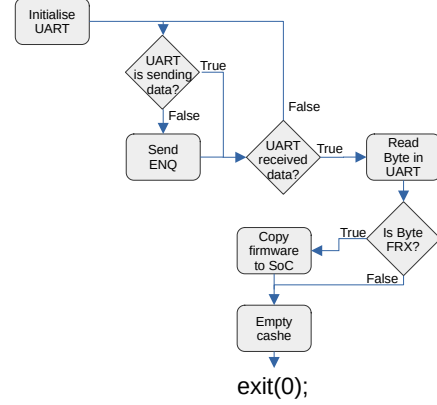 Initialise
UART
UART
is sending
data?
True
False
False
Send
ENQ
UART
received
data?
True
Read
Byte in
UART
Is Byte
FRX?
True
Copy
firmware
to SoC
False
Empty
cashe
exit(0);